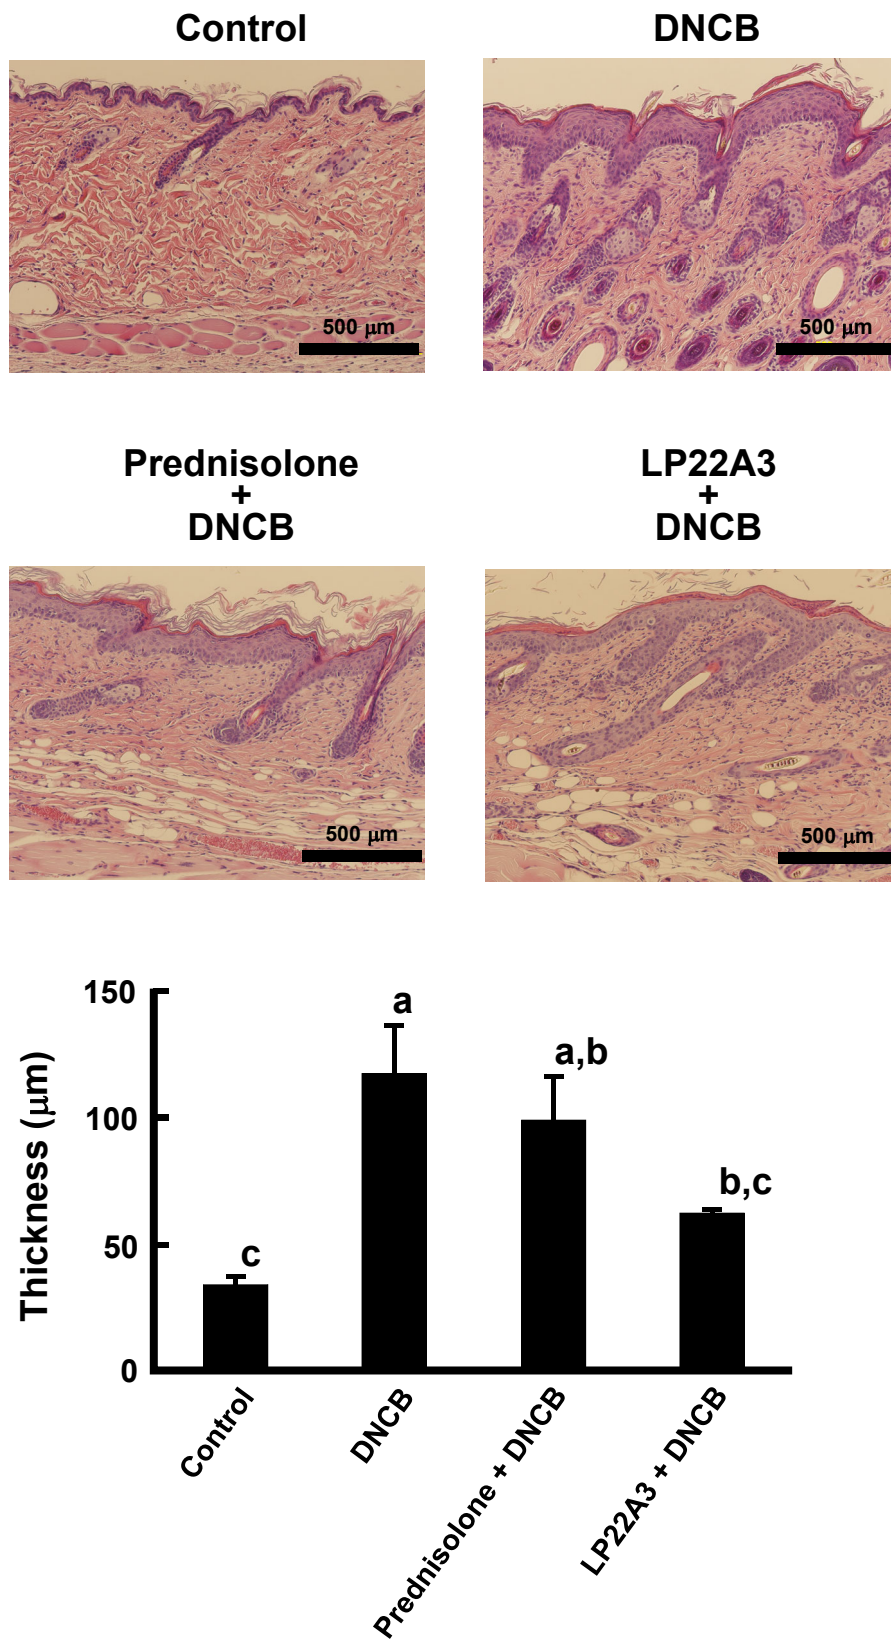 Control
DNCB
500 μm
500 μm
Prednisolone
+
DNCB
LP22A3
+
DNCB
500 μm
500 μm
Thickness (μm)
150
100
50
0
c
a
a,b
b,c
Control
DNCB
Prednisolone + DNCB
LP22A3 + DNCB